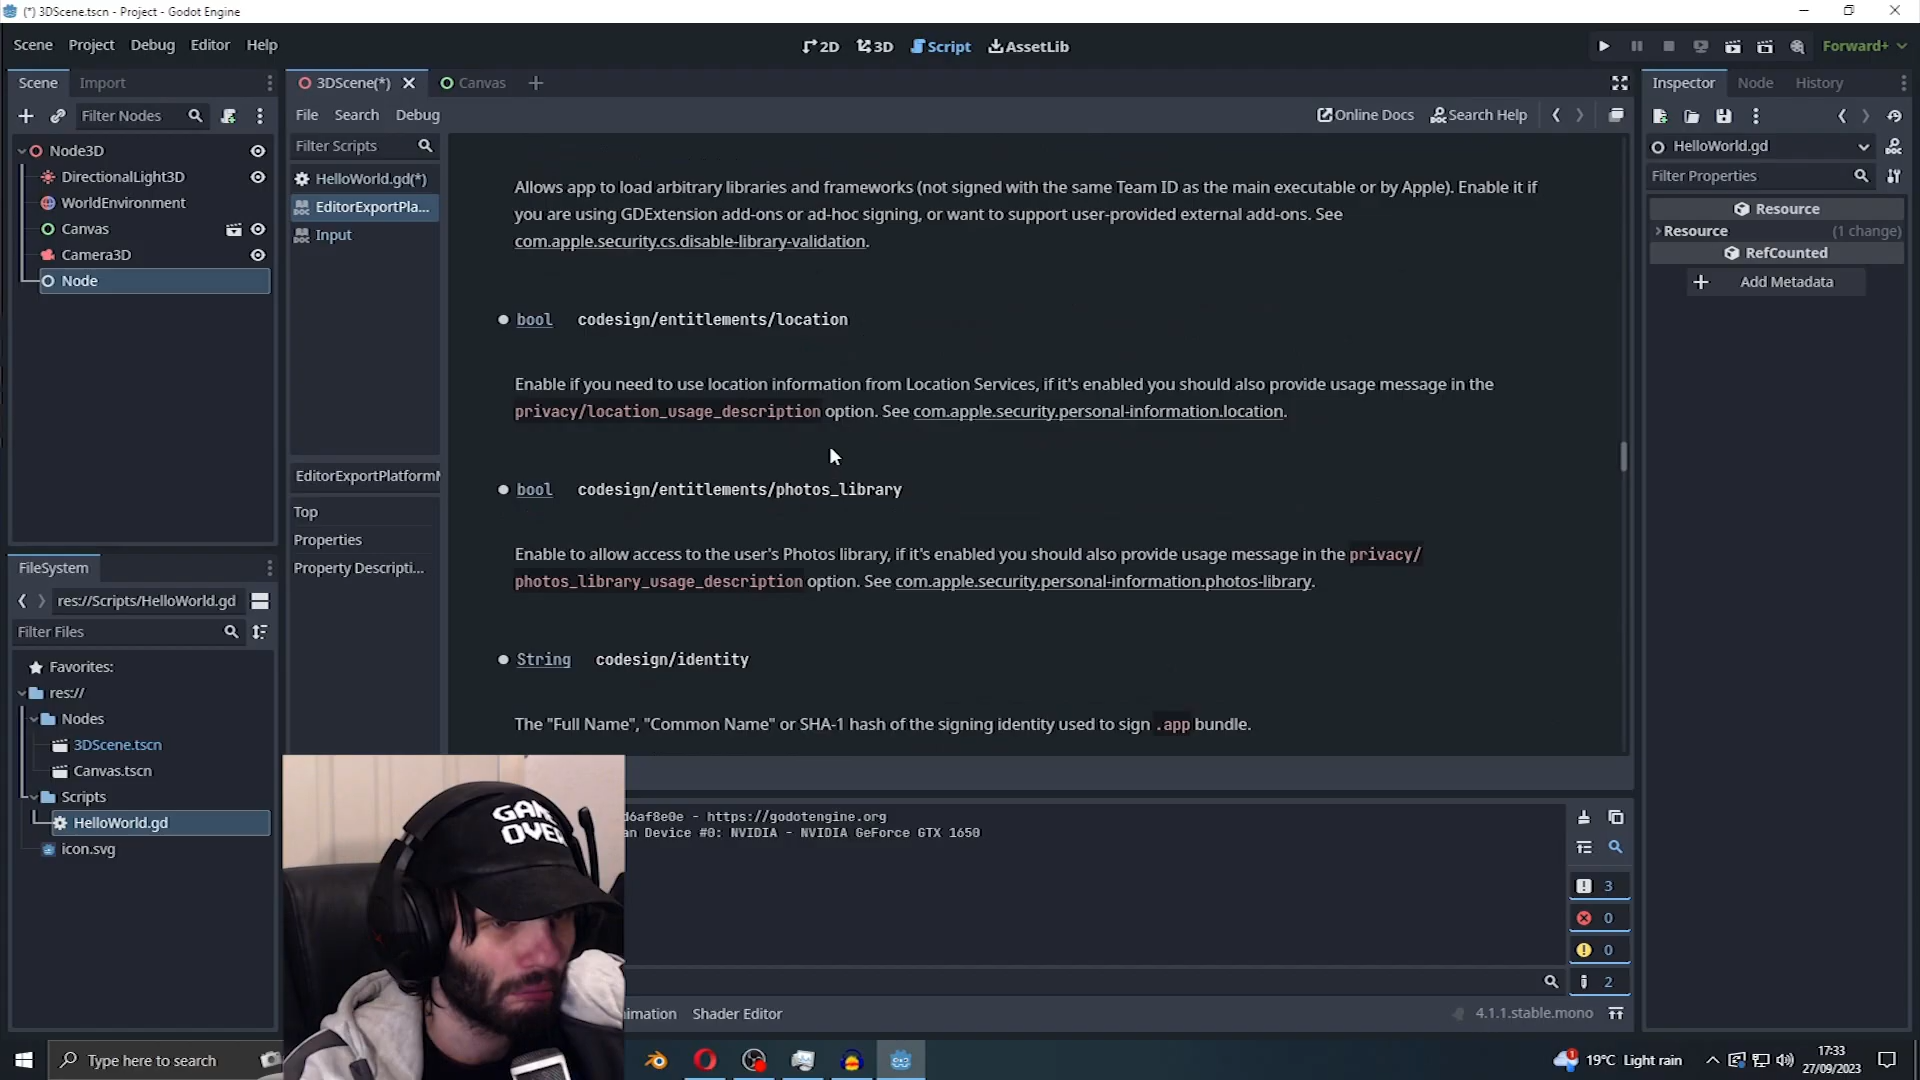 (*) 3DScene.tscn - Project - Godot Engine
Scene Project Debug Editor Help
2D 3D Script AssetLib
Forward+
Scene Import
Filter Nodes
Node3D
DirectionalLight3D
WorldEnvironment
Canvas
Camera3D
Node
FileSystem
res://Scripts/HelloWorld.gd
Filter Files
Favorites:
res://
Nodes
3DScene.tscn
Canvas.tscn
Scripts
HelloWorld.gd
icon.svg
3DScene(*) Canvas
File Search Debug
Online Docs Search Help
Filter Scripts
HelloWorld.gd(*)
EditorExportPla...
Input
EditorExportPlatform
Top
Properties
Property Descripti...
Allows app to load arbitrary libraries and frameworks (not signed with the same Team ID as the main executable or by Apple). Enable it if
you are using GDExtension add-ons or ad-hoc signing, or want to support user-provided external add-ons. See
com.apple.security.cs.disable-library-validation.
bool codesign/entitlements/location
Enable if you need to use location information from Location Services, if it's enabled you should also provide usage message in the
privacy/location_usage_description option. See com.apple.security.personal-information.location.
bool codesign/entitlements/photos_library
Enable to allow access to the user's Photos library, if it's enabled you should also provide usage message in the privacy/
photos_library_usage_description option. See com.apple.security.personal-information.photos-library.
String codesign/identity
The "Full Name", "Common Name" or SHA-1 hash of the signing identity used to sign .app bundle.
d6af8e0e - https://godotengine.org
an Device #0: NVIDIA - NVIDIA GeForce GTX 1650
3
0
0
2
imation Shader Editor
4.1.1.stable.mono
Inspector Node History
HelloWorld.gd
Filter Properties
Resource
Resource (1 change)
RefCounted
Add Metadata
GAME
OVER
Type here to search
1
19°C Light rain
17:33
27/09/2023